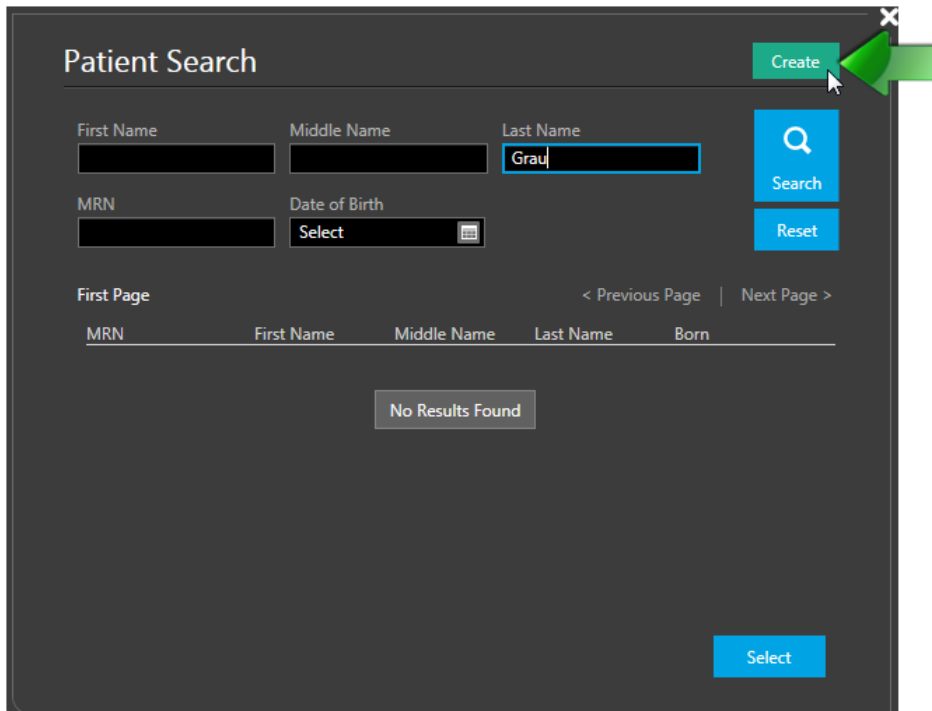 Patient Search
Create
First Name Middle Name Last Name
Grau
Search
MRN Date of Birth
Select
Reset
First Page < Previous Page | Next Page >
MRN First Name Middle Name Last Name Born
No Results Found
Select